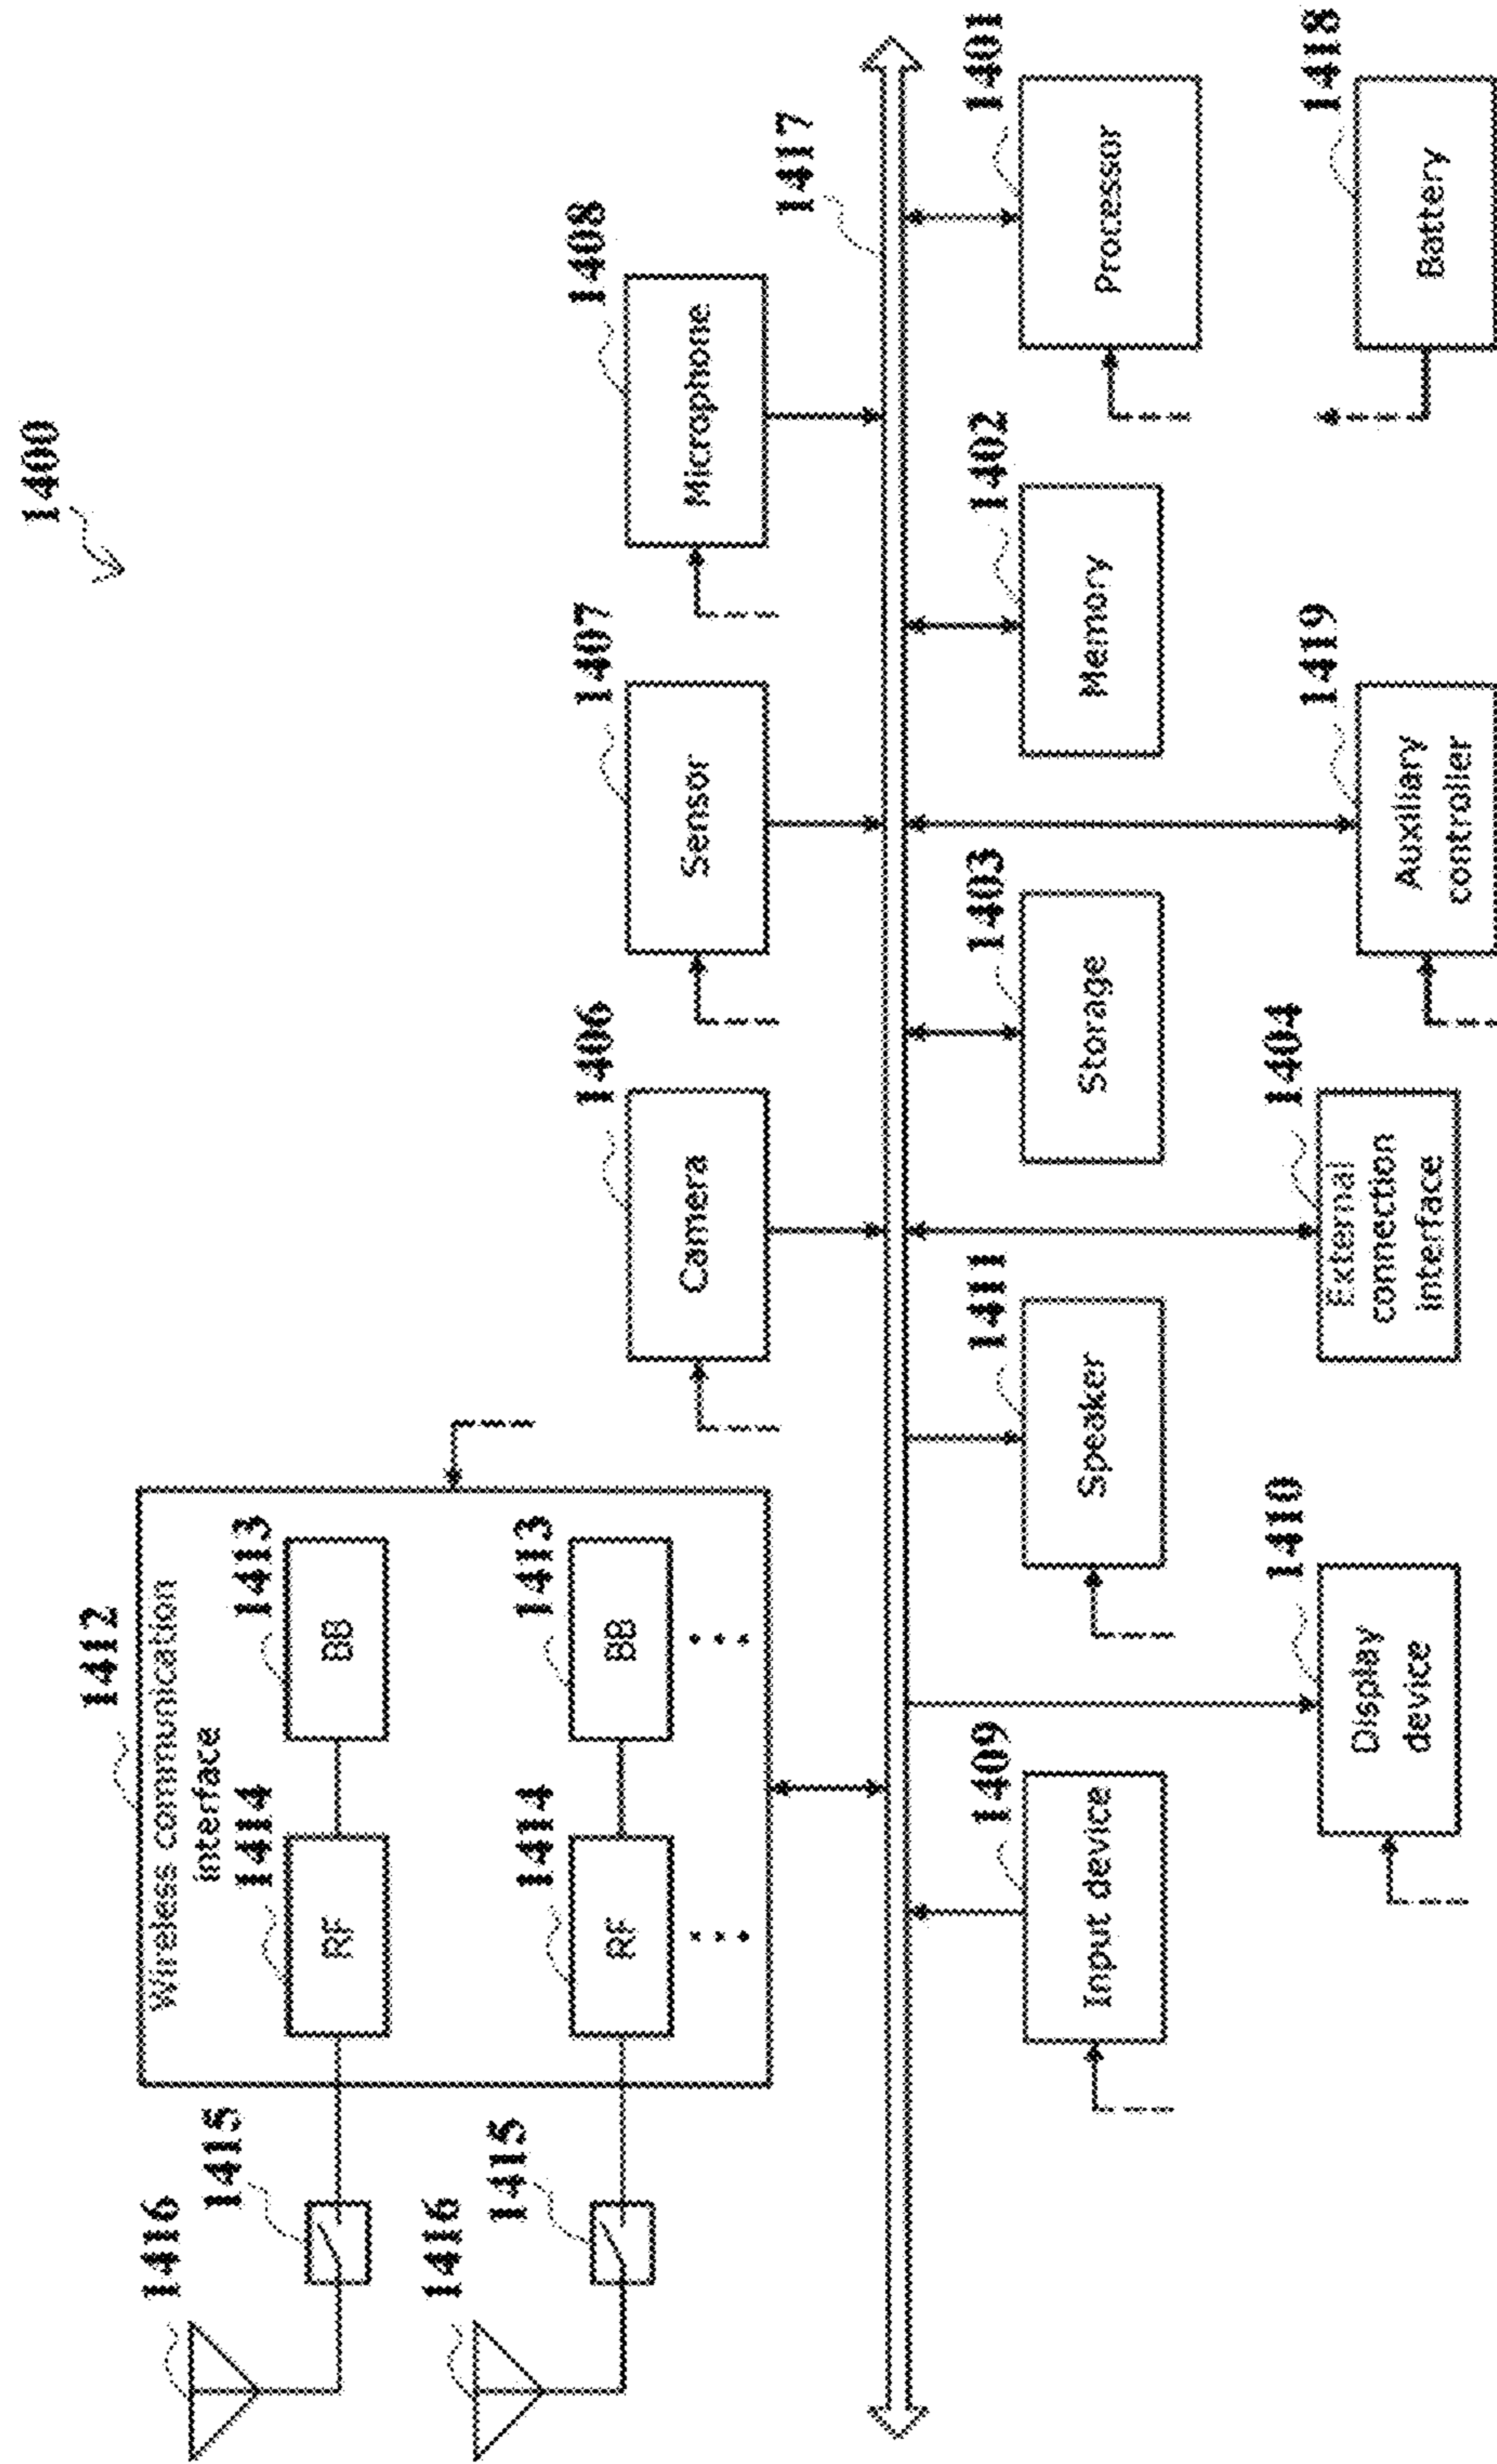 1400
1412
Wireless communication
interface
1416
1415
1414
RF
1413
BB
1416
1415
1414
RF
1413
BB
1406
Camera
1407
Sensor
1408
Microphone
1417
1409
Input device
1411
Speaker
1403
Storage
1402
Memory
1401
Processor
1410
Display
device
1404
External
connection
interface
1419
Auxiliary
controller
1418
Battery